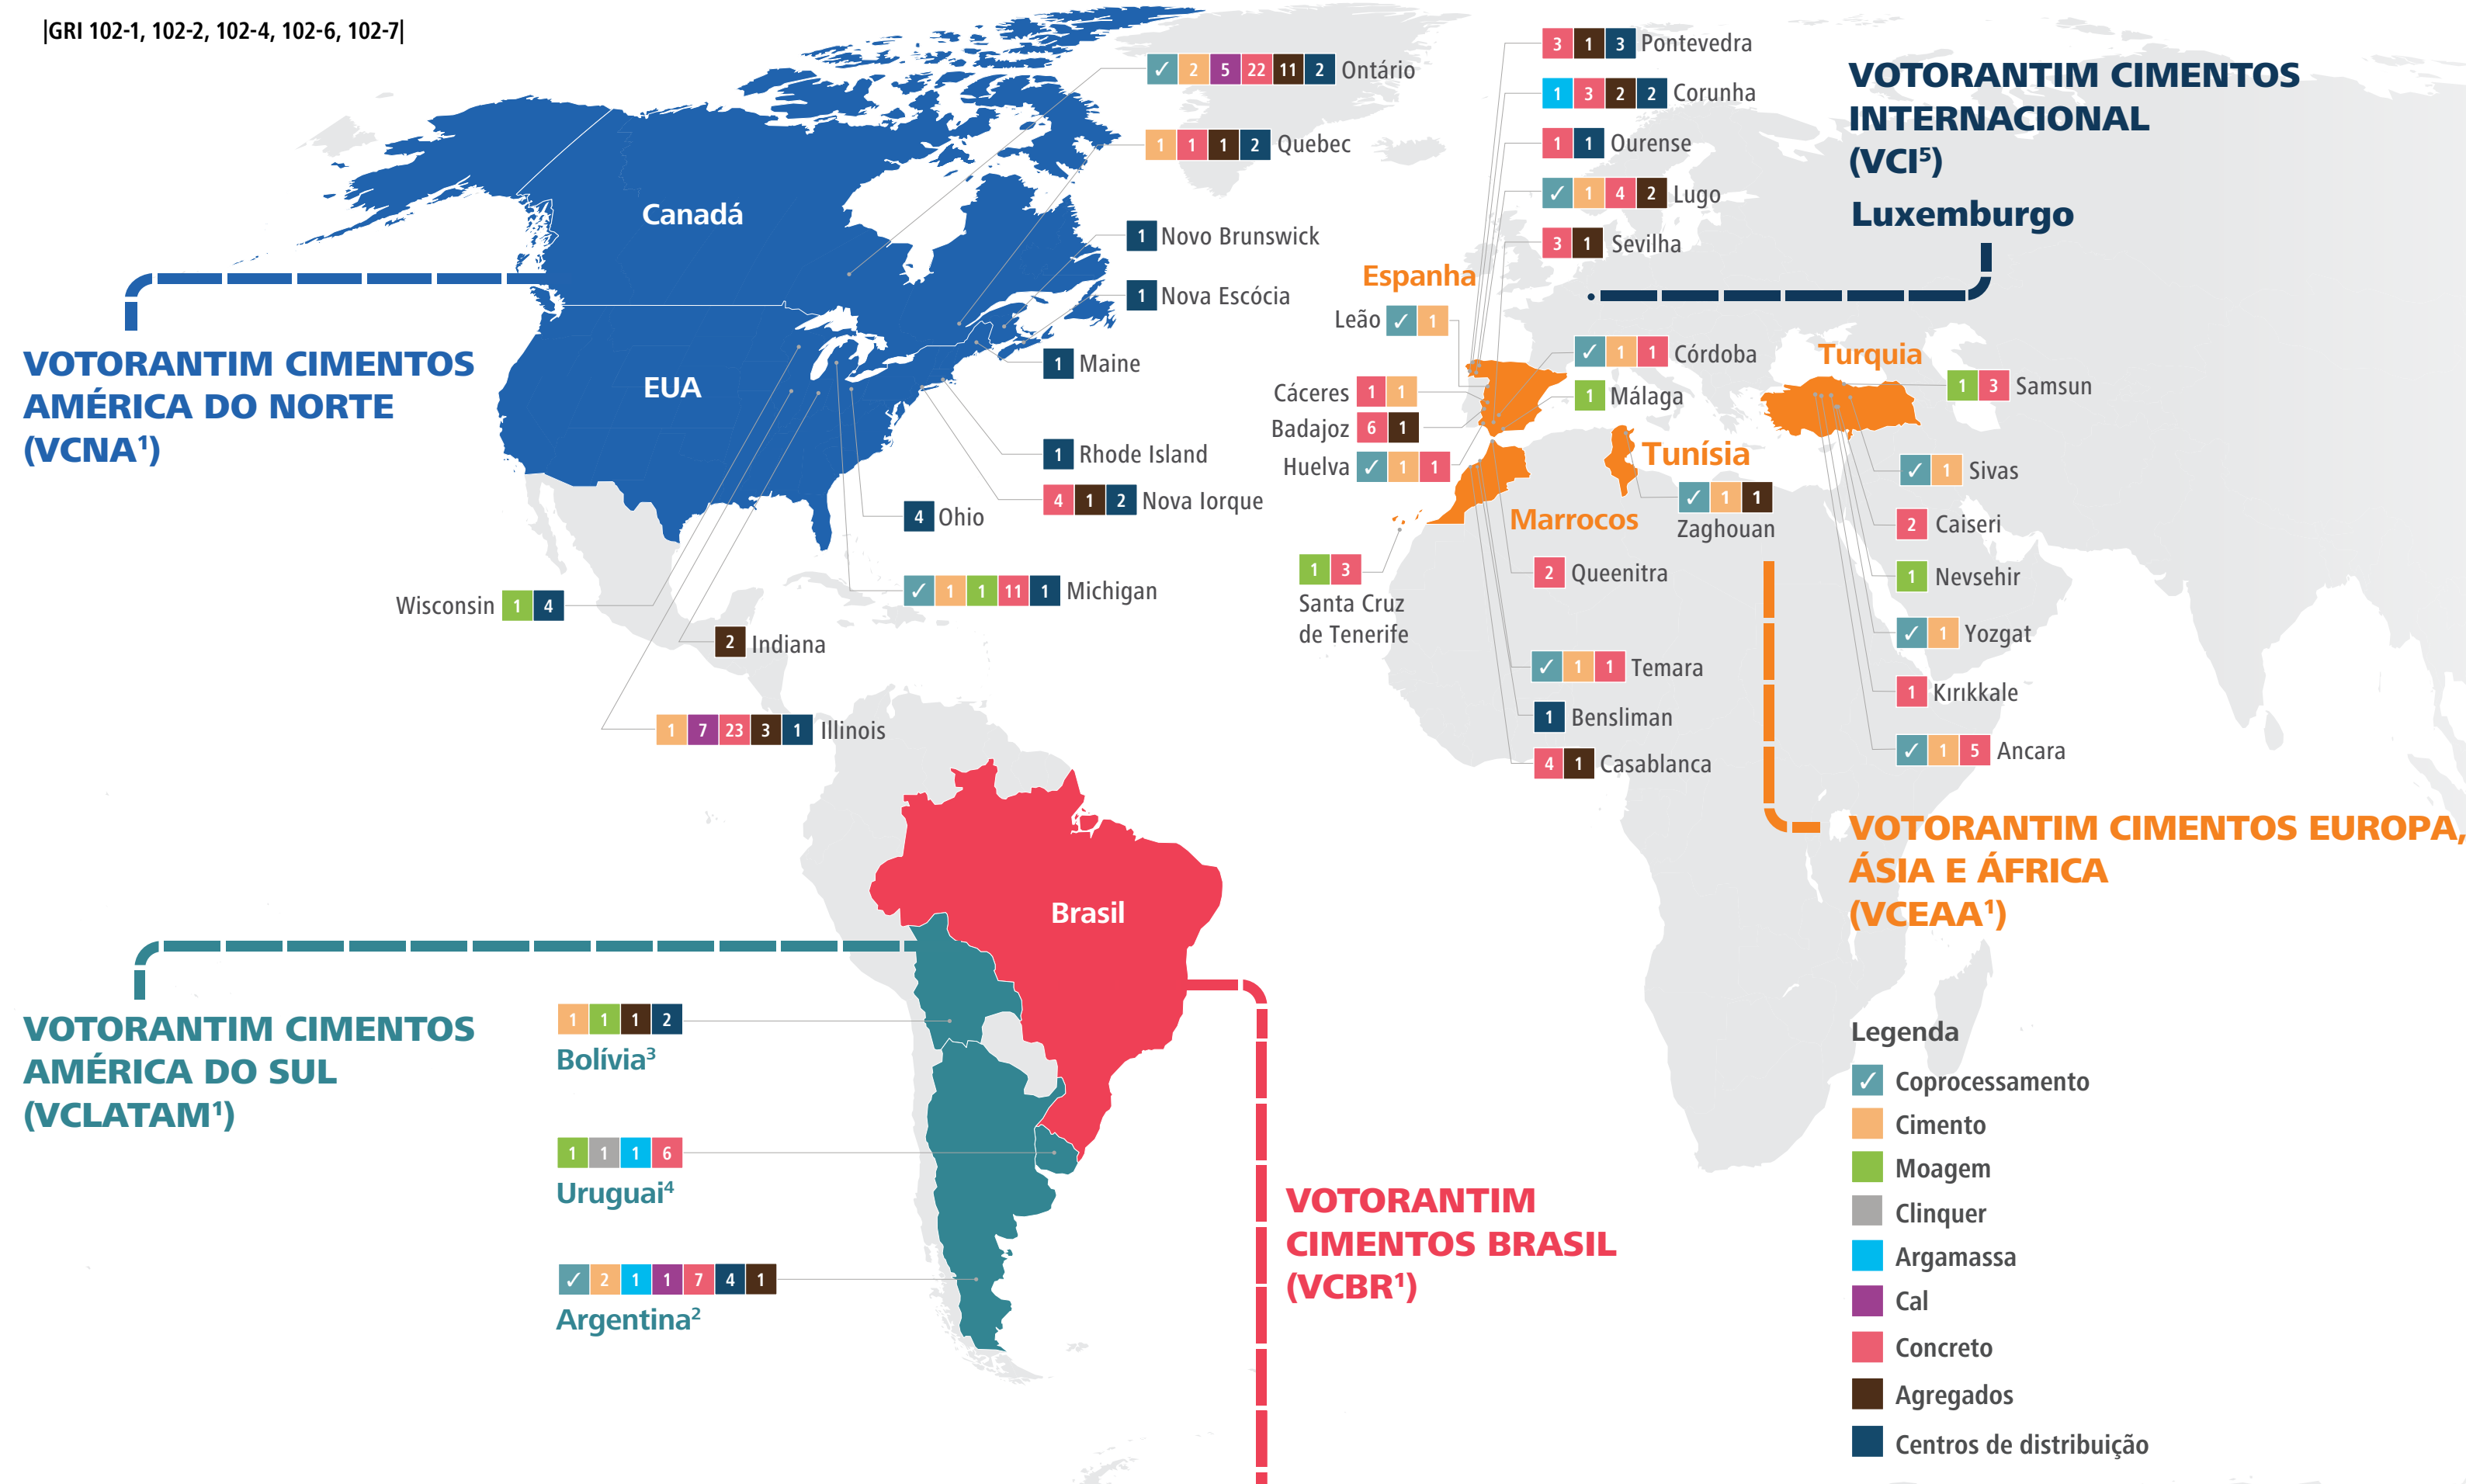 |GRI 102-1, 102-2, 102-4, 102-6, 102-7|
✓ 2 5 22 11 2 Ontário
1 1 1 2 Quebec
1 Novo Brunswick
1 Nova Escócia
1 Maine
1 Rhode Island
4 1 2 Nova Iorque
4 Ohio
✓ 1 1 11 1 Michigan
Wisconsin 1 4
2 Indiana
1 7 23 3 1 Illinois
Canadá
EUA
VOTORANTIM CIMENTOS
AMÉRICA DO NORTE
(VCNA¹)
3 1 3 Pontevedra
1 3 2 2 Corunha
1 1 Ourense
✓ 1 4 2 Lugo
3 1 Sevilha
Espanha
Leão ✓ 1
✓ 1 1 Córdoba
1 Málaga
Cáceres 1 1
Badajoz 6 1
Huelva ✓ 1 1
1 3
Santa Cruz
de Tenerife
VOTORANTIM CIMENTOS
INTERNACIONAL
(VCI⁵)
Luxemburgo
Turquia
1 3 Samsun
✓ 1 Sivas
2 Caiseri
1 Nevsehir
✓ 1 Yozgat
1 Kırıkkale
✓ 1 5 Ancara
Tunísia
✓ 1 1
Zaghouan
Marrocos
2 Queenitra
✓ 1 1 Temara
1 Bensliman
4 1 Casablanca
VOTORANTIM CIMENTOS EUROPA,
ÁSIA E ÁFRICA
(VCEAA¹)
Brasil
VOTORANTIM CIMENTOS
AMÉRICA DO SUL
(VCLATAM¹)
1 1 1 2
Bolívia³
1 1 1 6
Uruguai⁴
✓ 2 1 1 7 4 1
Argentina²
VOTORANTIM
CIMENTOS BRASIL
(VCBR¹)
Legenda
✓ Coprocessamento
Cimento
Moagem
Clinquer
Argamassa
Cal
Concreto
Agregados
Centros de distribuição